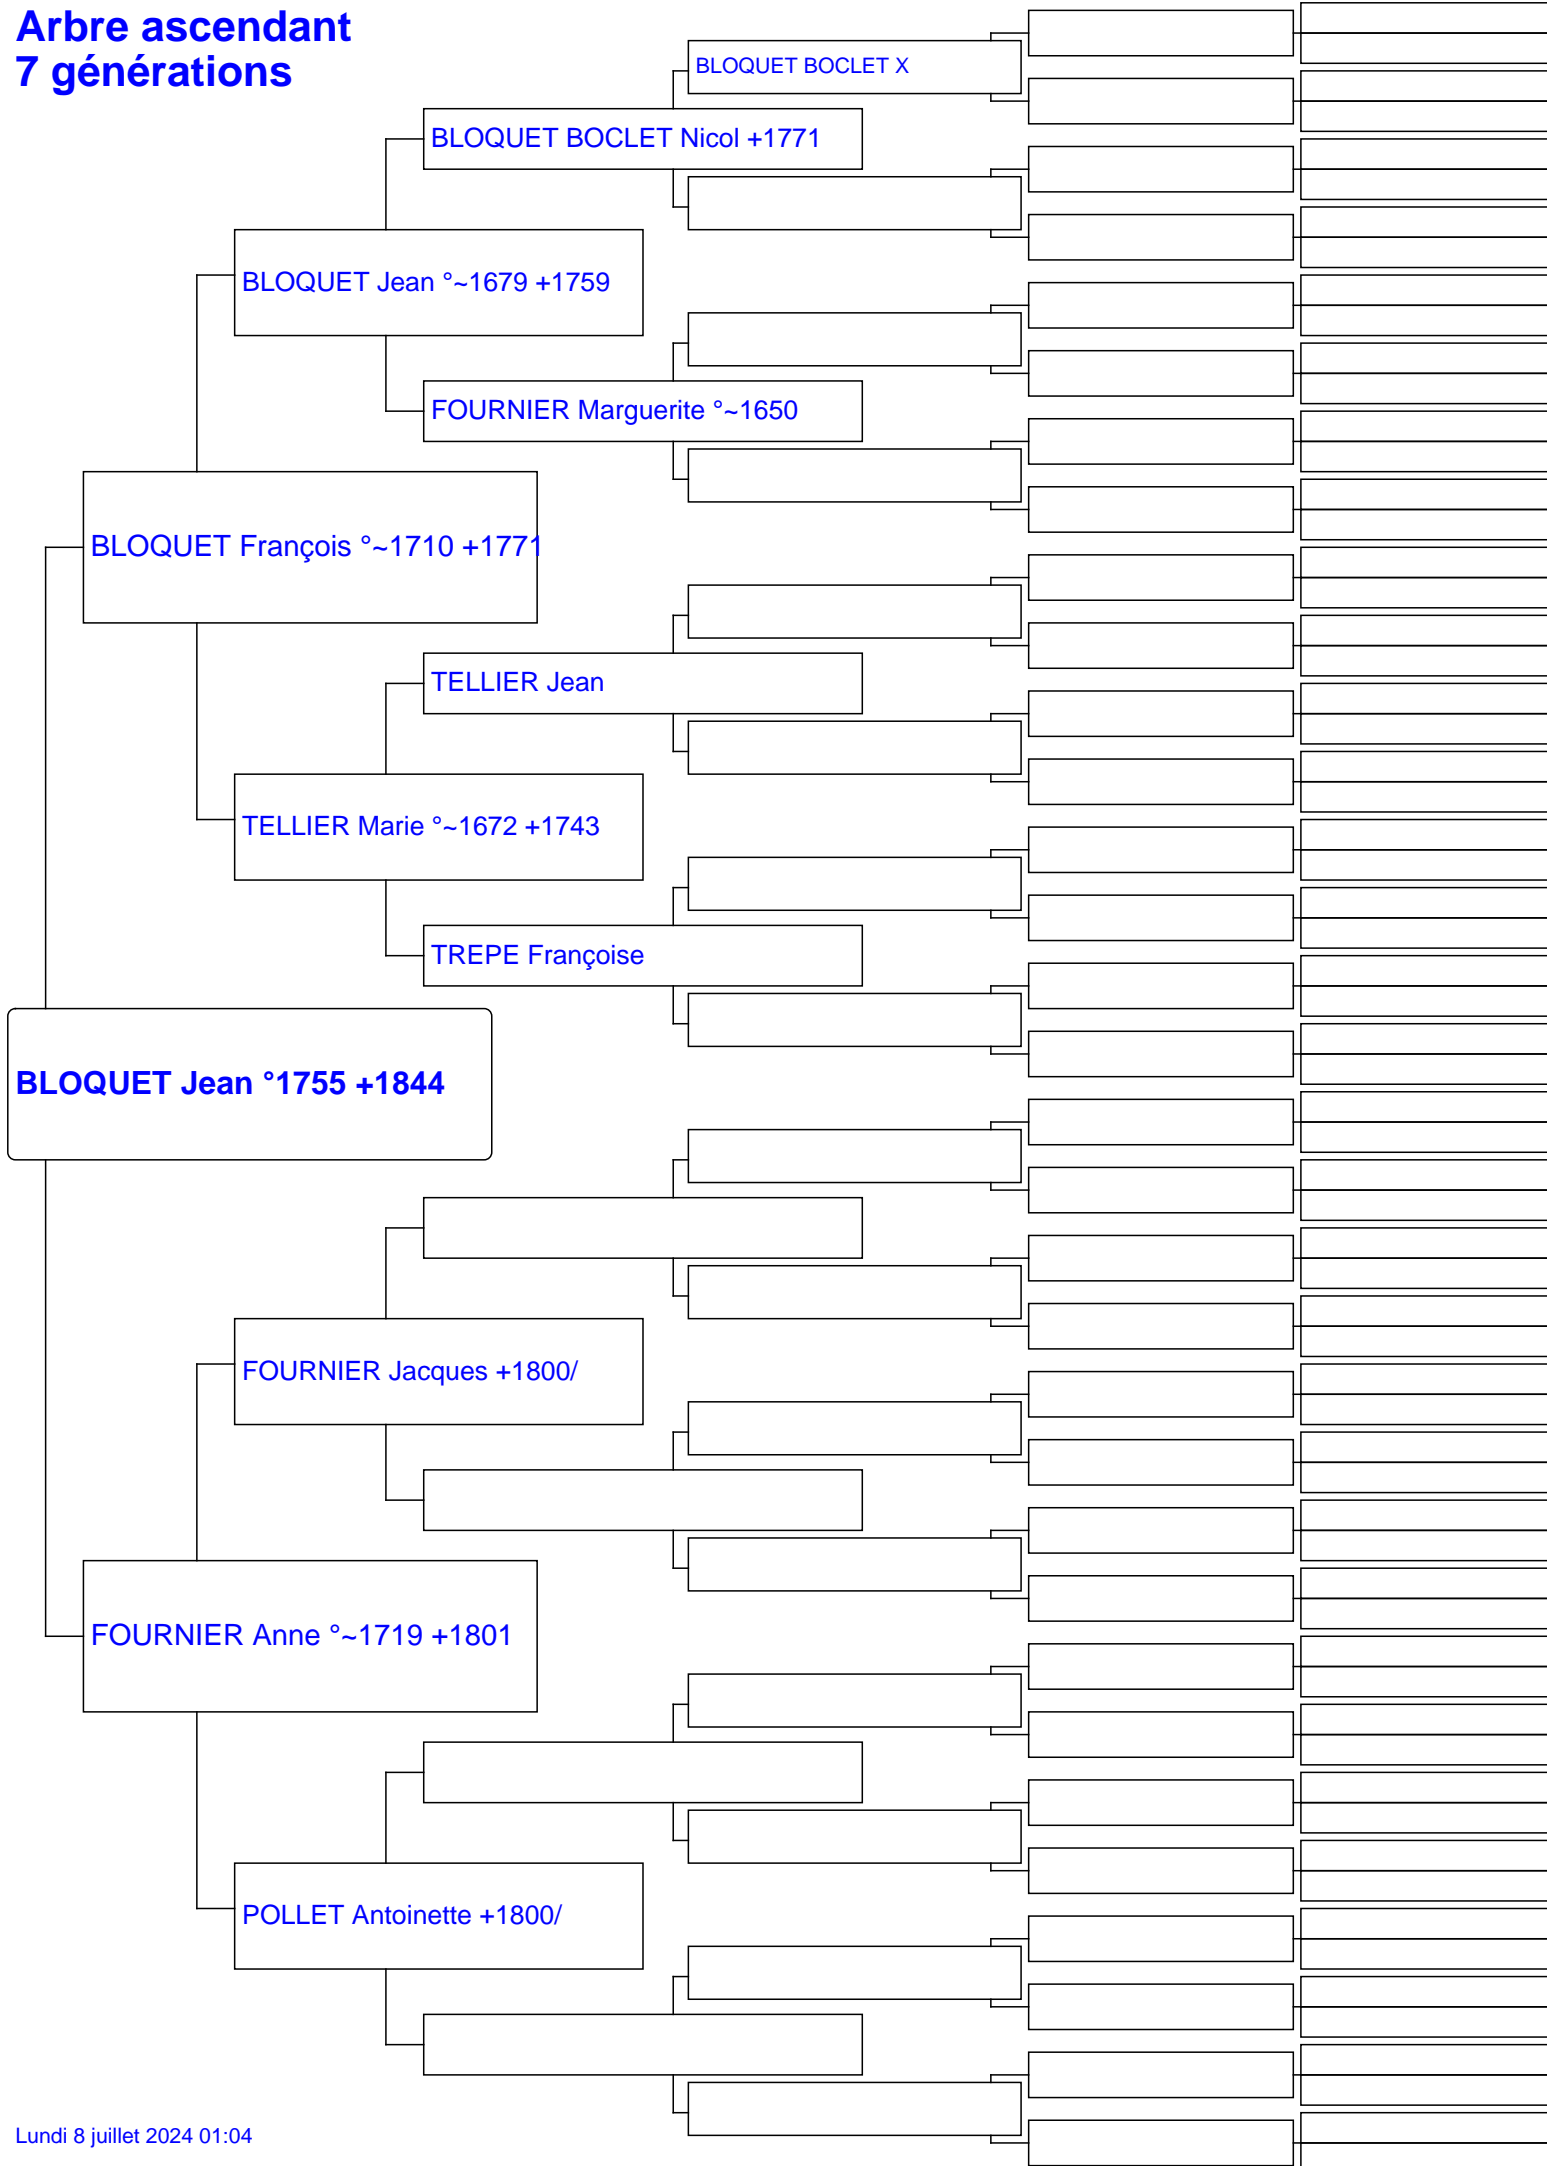 Arbre ascendant
7 générations
BLOQUET BOCLET X
BLOQUET BOCLET Nicol +1771
BLOQUET Jean °~1679 +1759
FOURNIER Marguerite °~1650
BLOQUET François °~1710 +1771
TELLIER Jean
TELLIER Marie °~1672 +1743
TREPE Françoise
BLOQUET Jean °1755 +1844
FOURNIER Jacques +1800/
FOURNIER Anne °~1719 +1801
POLLET Antoinette +1800/
Lundi 8 juillet 2024 01:04